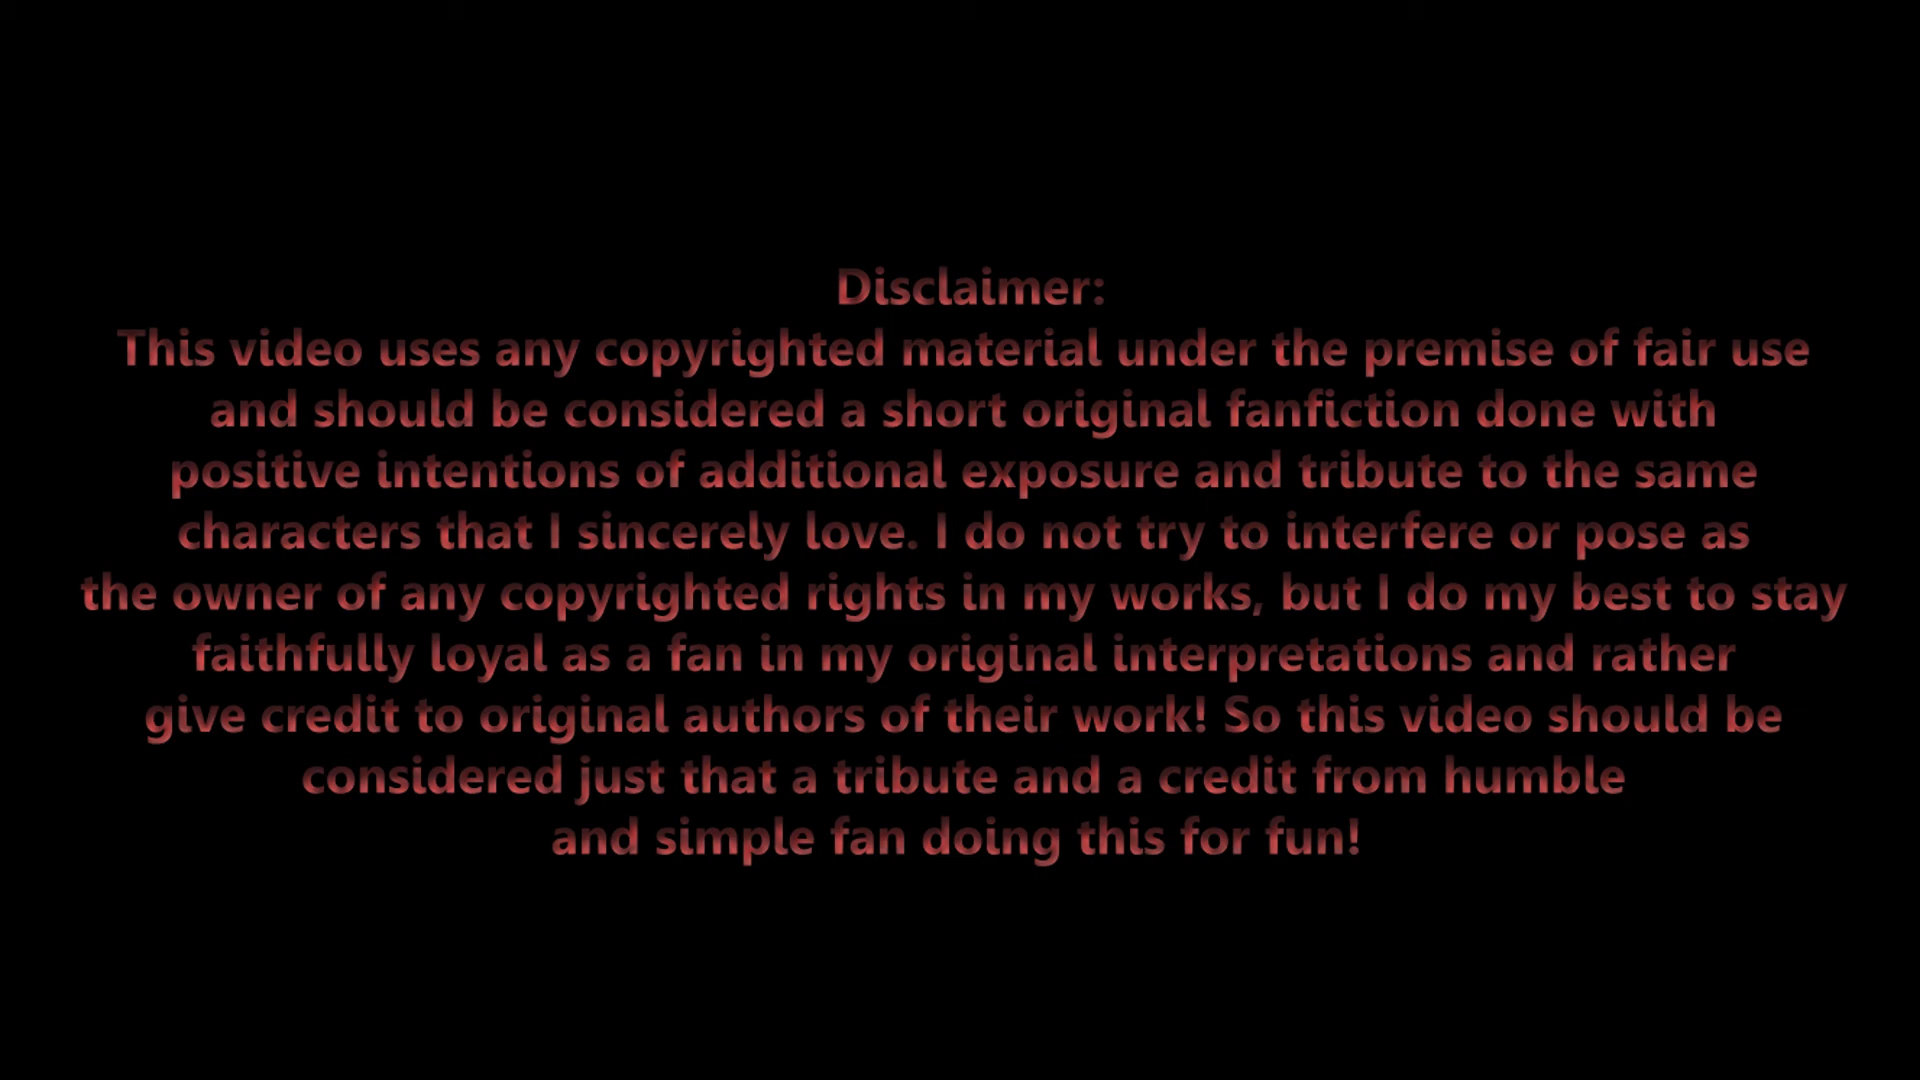 Disclaimer:
This video uses any copyrighted material under the premise of fair use
and should be considered a short original fanfiction done with
positive intentions of additional exposure and tribute to the same
characters that I sincerely love. I do not try to interfere or pose as
the owner of any copyrighted rights in my works, but I do my best to stay
faithfully loyal as a fan in my original interpretations and rather
give credit to original authors of their work! So this video should be
considered just that a tribute and a credit from humble
and simple fan doing this for fun!